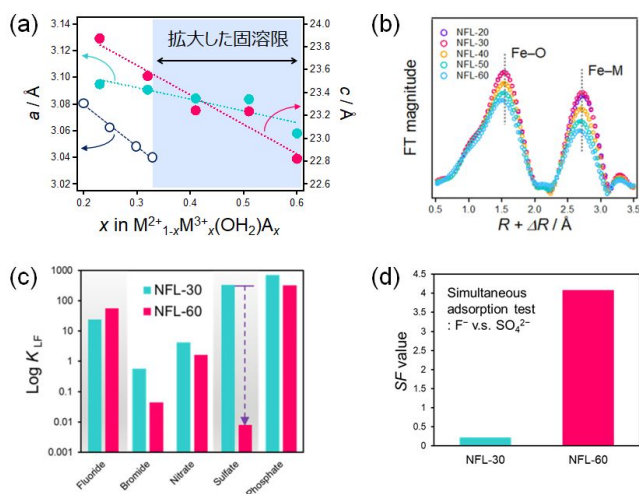 (a)
拡大した固溶限
3.14
3.12
3.10
3.08
3.06
3.04
3.02
a / Å
24.0
23.8
23.6
23.4
23.2
23.0
22.8
22.6
c / Å
0.2
0.3
0.4
0.5
0.6
x in M²⁺₁₋ₓM³⁺ₓ(OH₂)Aₓ
(b)
NFL-20
NFL-30
NFL-40
NFL-50
NFL-60
Fe–O
Fe–M
FT magnitude
0.5 1.0 1.5 2.0 2.5 3.0 3.5
R + ΔR / Å
(c)
NFL-30
NFL-60
1000
100
10
1
0.1
0.01
0.001
Log K LF
Fluoride
Bromide
Nitrate
Sulfate
Phosphate
(d)
Simultaneous
adsorption test
: F⁻ v.s. SO₄²⁻
4.5
4
3.5
3
2.5
2
1.5
1
0.5
0
SF value
NFL-30
NFL-60